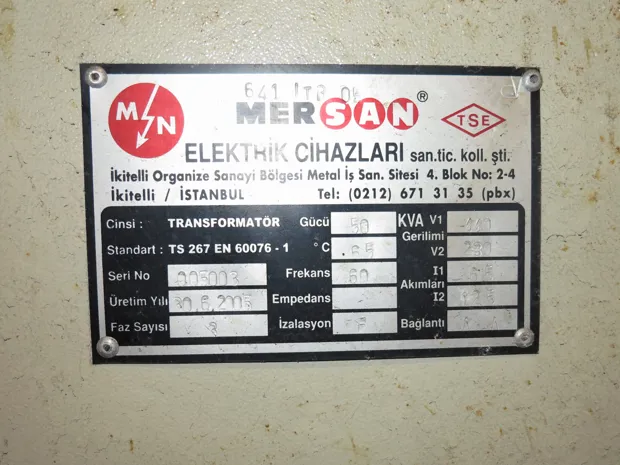 MERSAN®
MN
TSE
ELEKTRİK CİHAZLARI san.tic. koll. şti.
İkitelli Organize Sanayi Bölgesi Metal İş San. Sitesi 4. Blok No: 2-4
İkitelli / İSTANBUL Tel: (0212) 671 31 35 (pbx)
Cinsi : TRANSFORMATÖR Gücü 50 KVA V1
Gerilimi
Standart : TS 267 EN 60076 - 1 °C V2
Seri No 005003 Frekans I1
Akımları
Üretim Yılı Empedans I2
Faz Sayısı İzalasyon Bağlantı